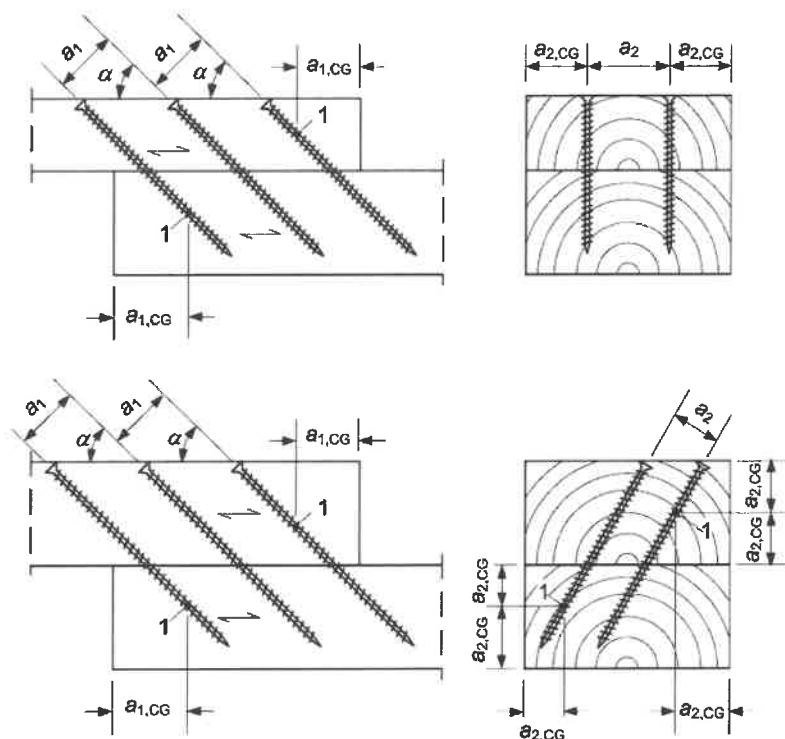 a₁
α
a₁
α
a₁,CG
1
1
a₁,CG
a₂,CG
a₂
a₂,CG
a₁
α
a₁
α
a₁,CG
1
1
a₁,CG
a₂
a₂,CG
a₂,CG
1
a₂,CG
a₂,CG
1
a₂,CG
a₂,CG